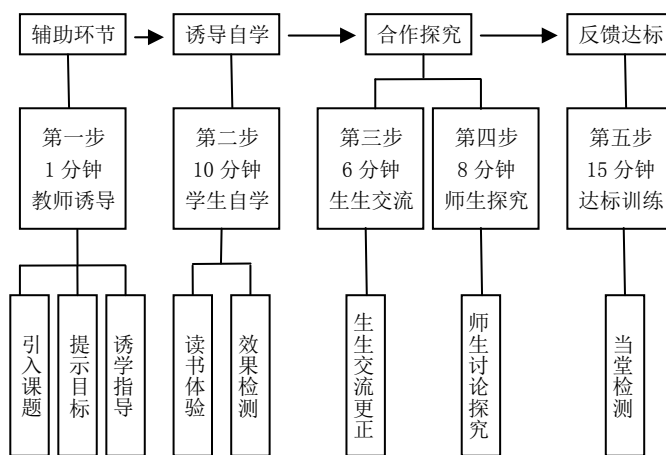 辅助环节
诱导自学
合作探究
反馈达标
第一步
1 分钟
教师诱导
第二步
10 分钟
学生自学
第三步
6 分钟
生生交流
第四步
8 分钟
师生探究
第五步
15 分钟
达标训练
引入课题
提示目标
诱学指导
读书体验
效果检测
生生交流更正
师生讨论探究
当堂检测